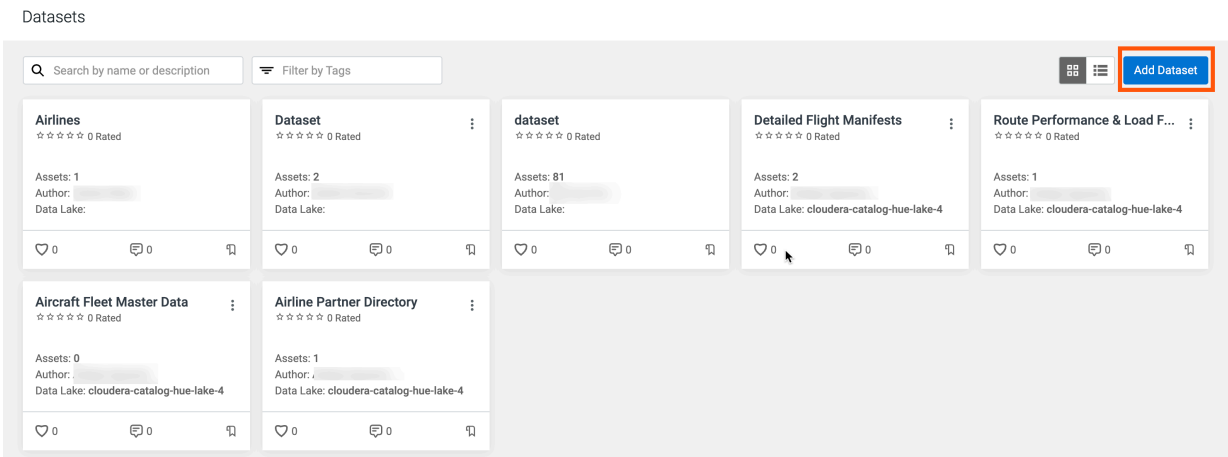 Datasets
Search by name or description
Filter by Tags
Add Dataset
Airlines
0 Rated
Assets: 1
Author:
Data Lake:
0
0
Dataset
0 Rated
Assets: 2
Author:
Data Lake:
0
0
dataset
0 Rated
Assets: 81
Author:
Data Lake:
0
0
Detailed Flight Manifests
0 Rated
Assets: 2
Author:
Data Lake: cloudera-catalog-hue-lake-4
0
0
Route Performance & Load F...
0 Rated
Assets: 1
Author:
Data Lake: cloudera-catalog-hue-lake-4
0
0
Aircraft Fleet Master Data
0 Rated
Assets: 0
Author:
Data Lake: cloudera-catalog-hue-lake-4
0
0
Airline Partner Directory
0 Rated
Assets: 1
Author:
Data Lake: cloudera-catalog-hue-lake-4
0
0